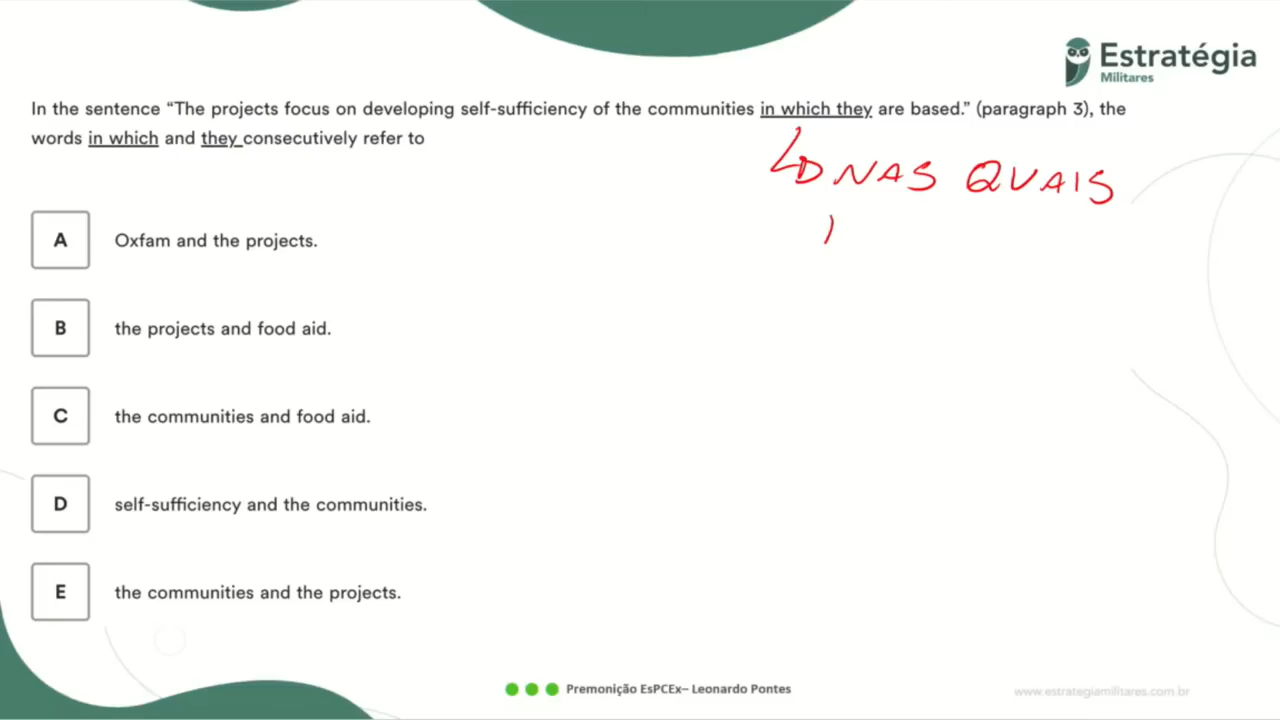 Estratégia
Militares
In the sentence “The projects focus on developing self-sufficiency of the communities in which they are based.” (paragraph 3), the
words in which and they consecutively refer to
NAS QUAIS
A Oxfam and the projects.
B the projects and food aid.
C the communities and food aid.
D self-sufficiency and the communities.
E the communities and the projects.
Premonição EsPCEx– Leonardo Pontes
www.estrategiamilitares.com.br